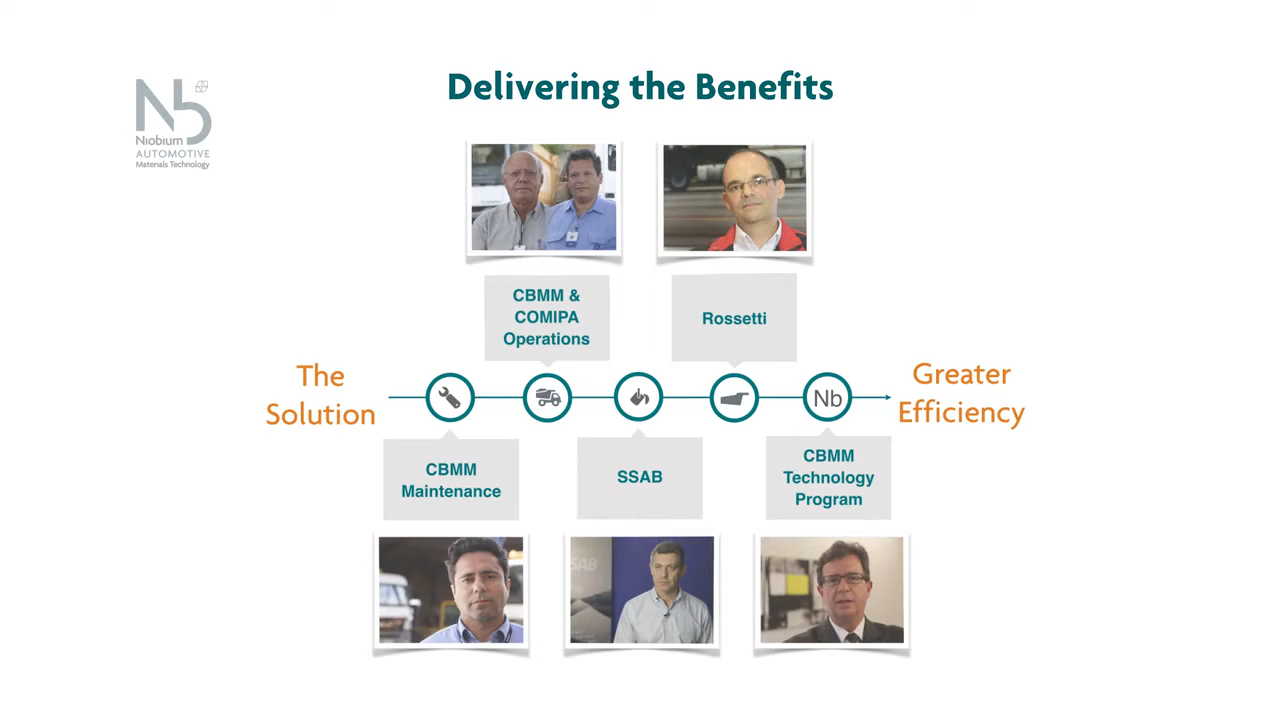 Delivering the Benefits
Nb
Niobium
AUTOMOTIVE
Materials Technology
CBMM &
COMIPA
Operations
Rossetti
The
Solution
Nb
Greater
Efficiency
CBMM
Maintenance
SSAB
CBMM
Technology
Program
SAB